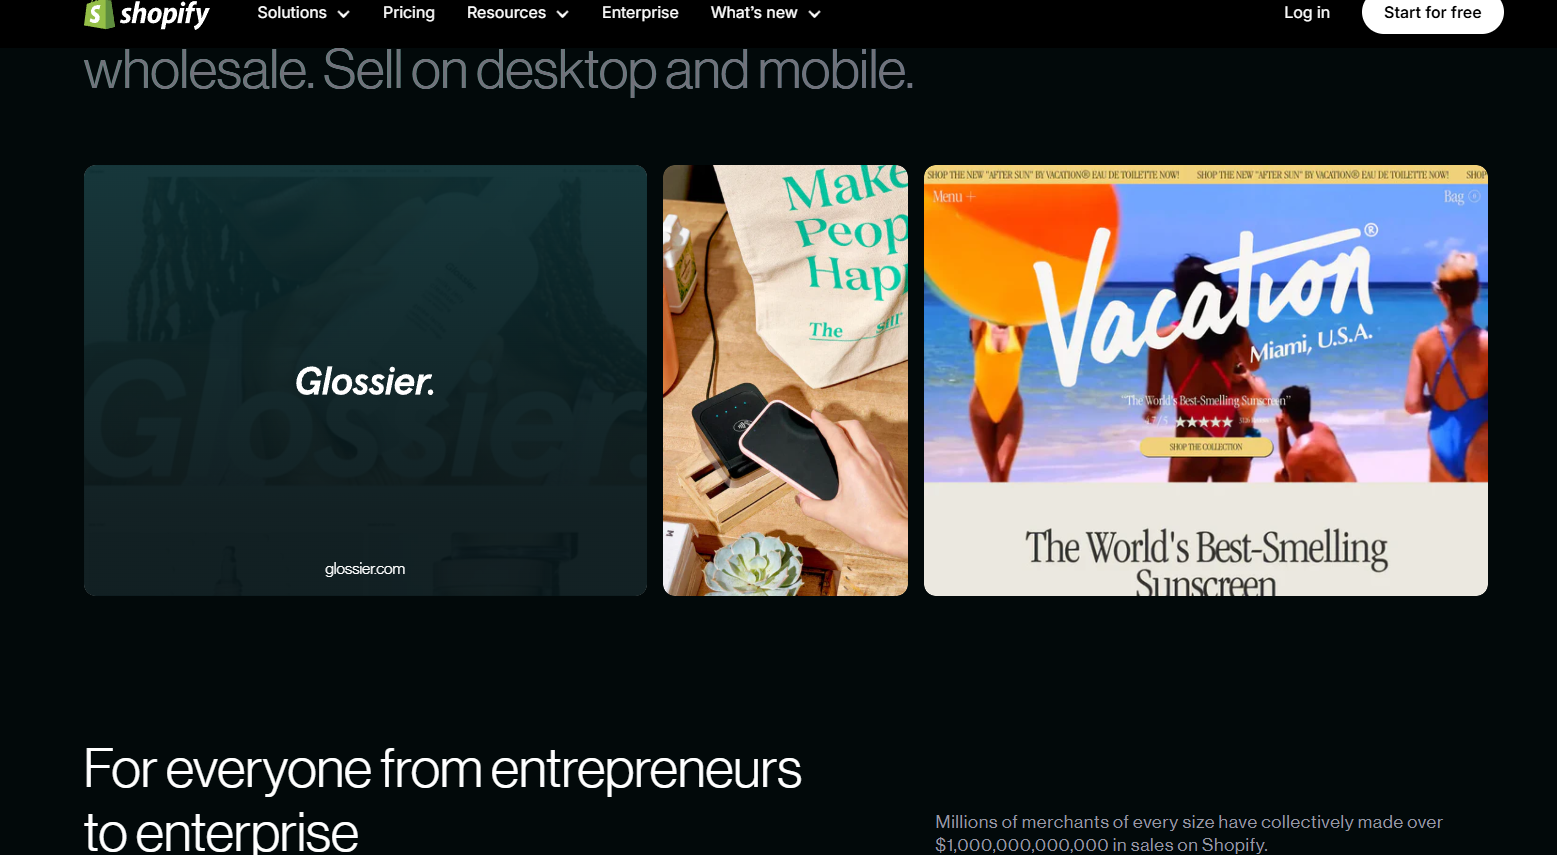 shopify
Solutions
Pricing
Resources
Enterprise
What's new
Log in
Start for free
wholesale. Sell on desktop and mobile.
Glossier.
Glossier.
glossier.com
Make
Peop
Happ
The sill
SHOP THE NEW "AFTER SUN" BY VACATION® EAU DE TOILETTE NOW! SHOP THE NEW "AFTER SUN" BY VACATION® EAU DE TOILETTE NOW! SHOP
Menu +
Bag
Vacation®
Miami, U.S.A.
"The World's Best-Smelling Sunscreen"
★★★★★
SHOP THE COLLECTION
The World's Best-Smelling
Sunscreen
For everyone from entrepreneurs
to enterprise
Millions of merchants of every size have collectively made over
$1,000,000,000,000 in sales on Shopify.